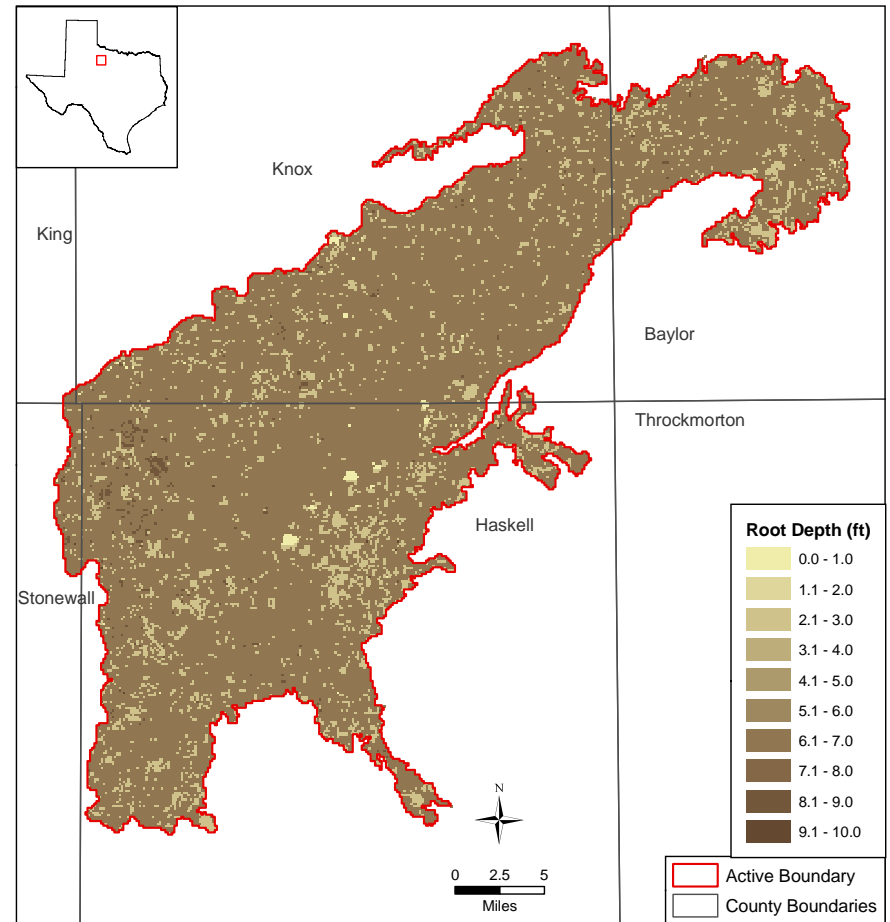 Knox
King
Baylor
Throckmorton
Haskell
Stonewall
Root Depth (ft)
0.0 - 1.0
1.1 - 2.0
2.1 - 3.0
3.1 - 4.0
4.1 - 5.0
5.1 - 6.0
6.1 - 7.0
7.1 - 8.0
8.1 - 9.0
9.1 - 10.0
N
0 2.5 5
Miles
Active Boundary
County Boundaries